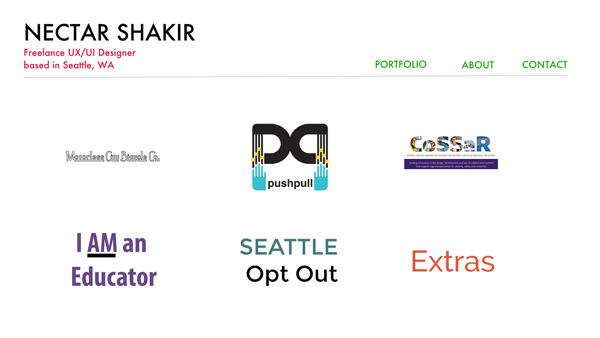 NECTAR SHAKIR
Freelance UX/UI Designer
based in Seattle, WA
PORTFOLIO
ABOUT
CONTACT
Motorless City Bicycle Co.
pushpull
CoSSaR
I AM an
Educator
SEATTLE
Opt Out
Extras